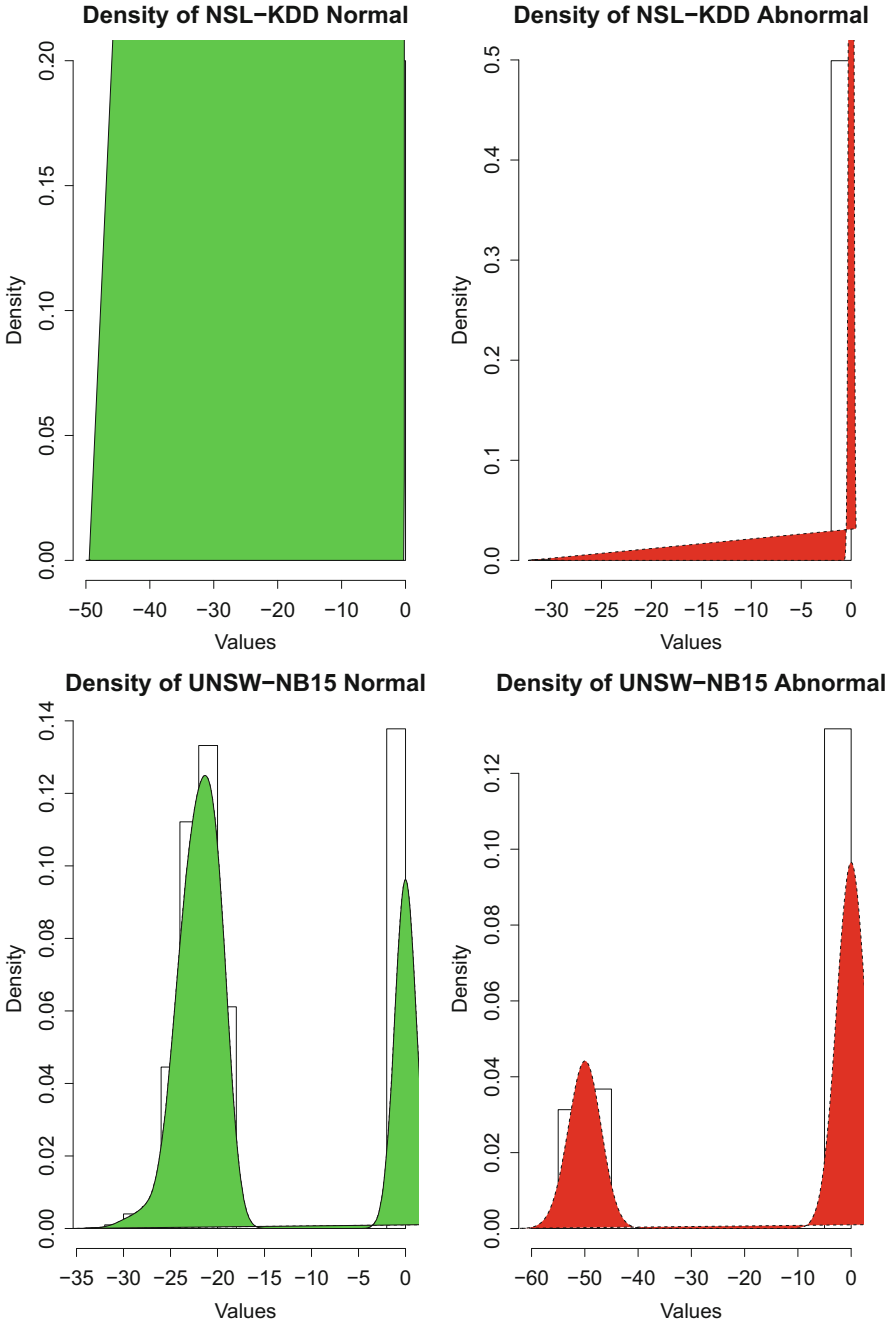 Density of NSL−KDD Normal
Density
0.20
0.15
0.10
0.05
0.00
−50 −40 −30 −20 −10 0
Values
Density of NSL−KDD Abnormal
Density
0.5
0.4
0.3
0.2
0.1
0.0
−30 −25 −20 −15 −10 −5 0
Values
Density of UNSW−NB15 Normal
Density
0.14
0.12
0.10
0.08
0.06
0.04
0.02
0.00
−35 −30 −25 −20 −15 −10 −5 0
Values
Density of UNSW−NB15 Abnormal
Density
0.12
0.10
0.08
0.06
0.04
0.02
0.00
−60 −50 −40 −30 −20 −10 0
Values